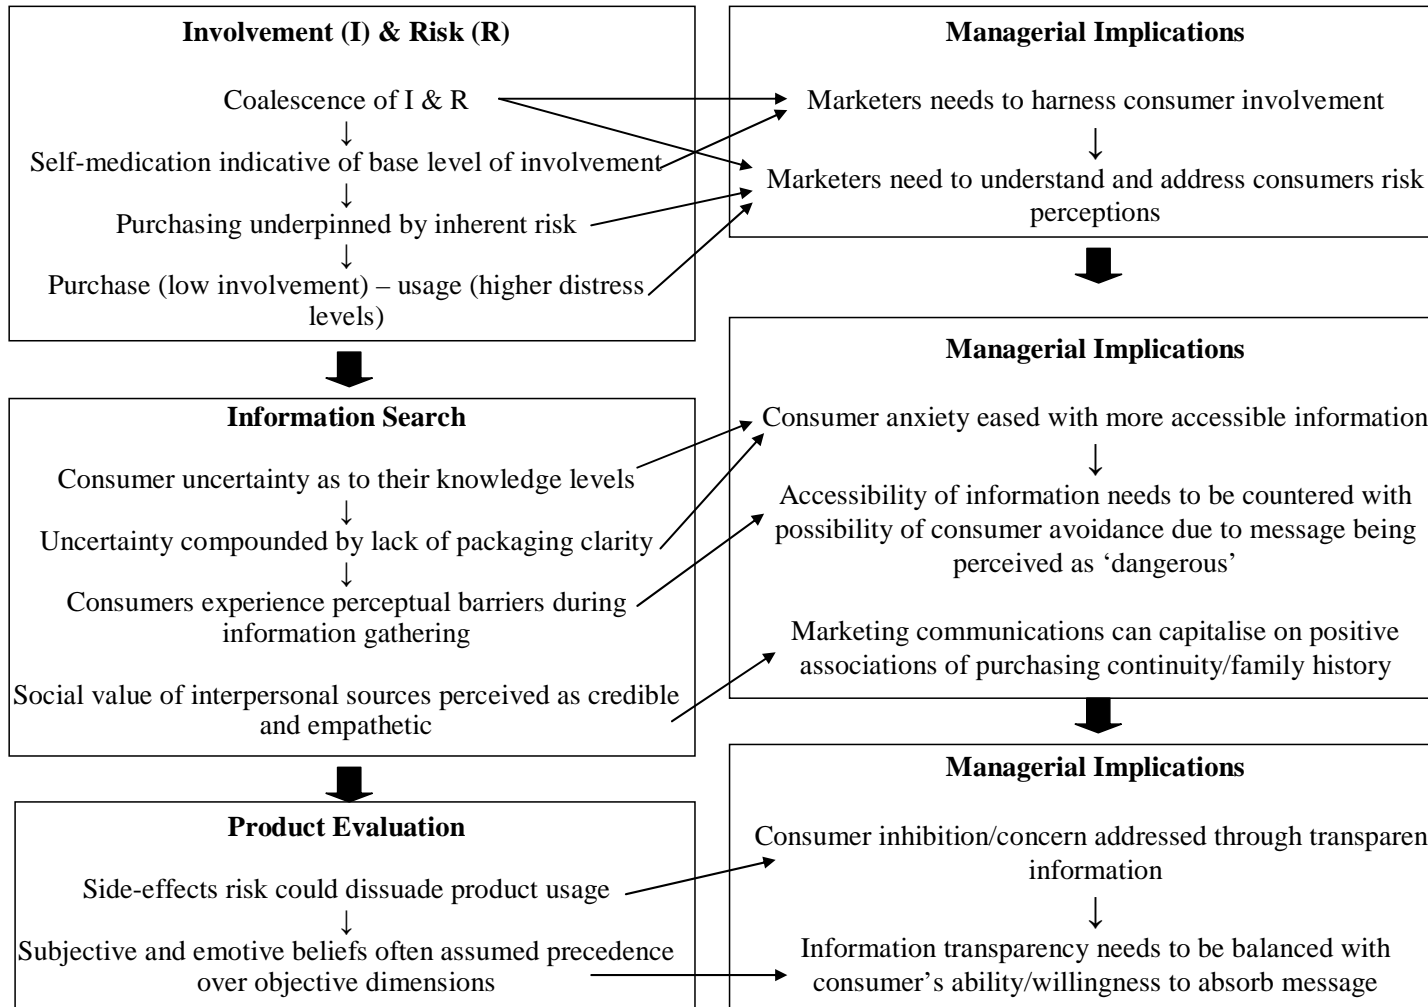 Involvement (I) & Risk (R)
Coalescence of I & R
↓
Self-medication indicative of base level of involvement
↓
Purchasing underpinned by inherent risk
↓
Purchase (low involvement) – usage (higher distress
levels)
Managerial Implications
Marketers needs to harness consumer involvement
↓
Marketers need to understand and address consumers risk
perceptions
Information Search
Consumer uncertainty as to their knowledge levels
↓
Uncertainty compounded by lack of packaging clarity
↓
Consumers experience perceptual barriers during
information gathering
Social value of interpersonal sources perceived as credible
and empathetic
Managerial Implications
Consumer anxiety eased with more accessible information
↓
Accessibility of information needs to be countered with
possibility of consumer avoidance due to message being
perceived as ‘dangerous’
Marketing communications can capitalise on positive
associations of purchasing continuity/family history
Product Evaluation
Side-effects risk could dissuade product usage
↓
Subjective and emotive beliefs often assumed precedence
over objective dimensions
Managerial Implications
Consumer inhibition/concern addressed through transparen
information
↓
Information transparency needs to be balanced with
consumer’s ability/willingness to absorb message